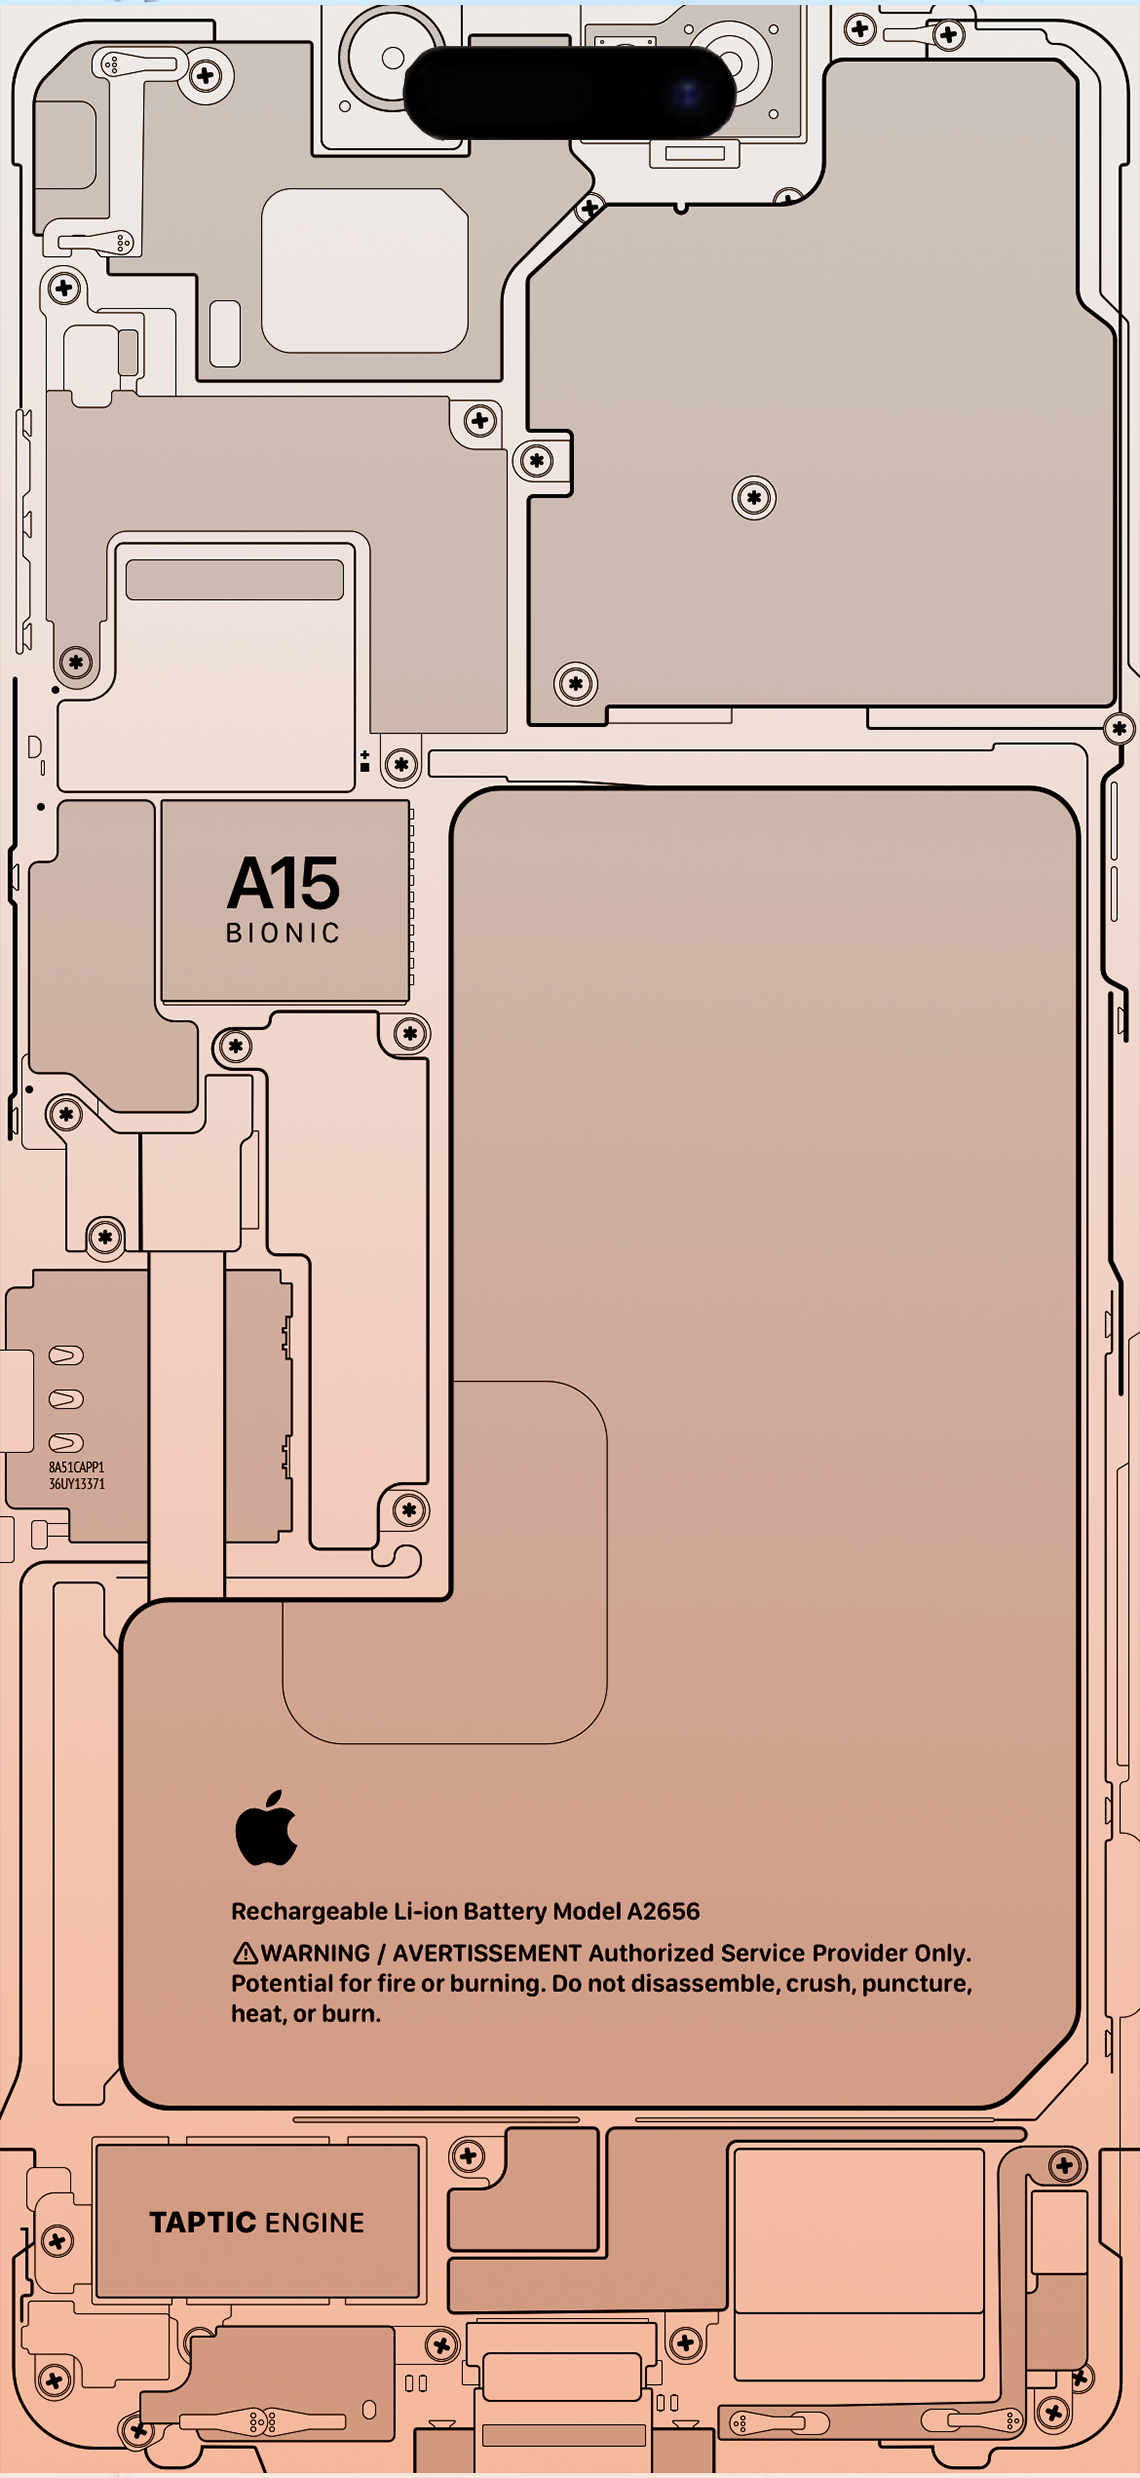 A15
BIONIC
8A51CAPP1
36UY13371
Rechargeable Li-ion Battery Model A2656
⚠WARNING / AVERTISSEMENT Authorized Service Provider Only.
Potential for fire or burning. Do not disassemble, crush, puncture,
heat, or burn.
TAPTIC ENGINE